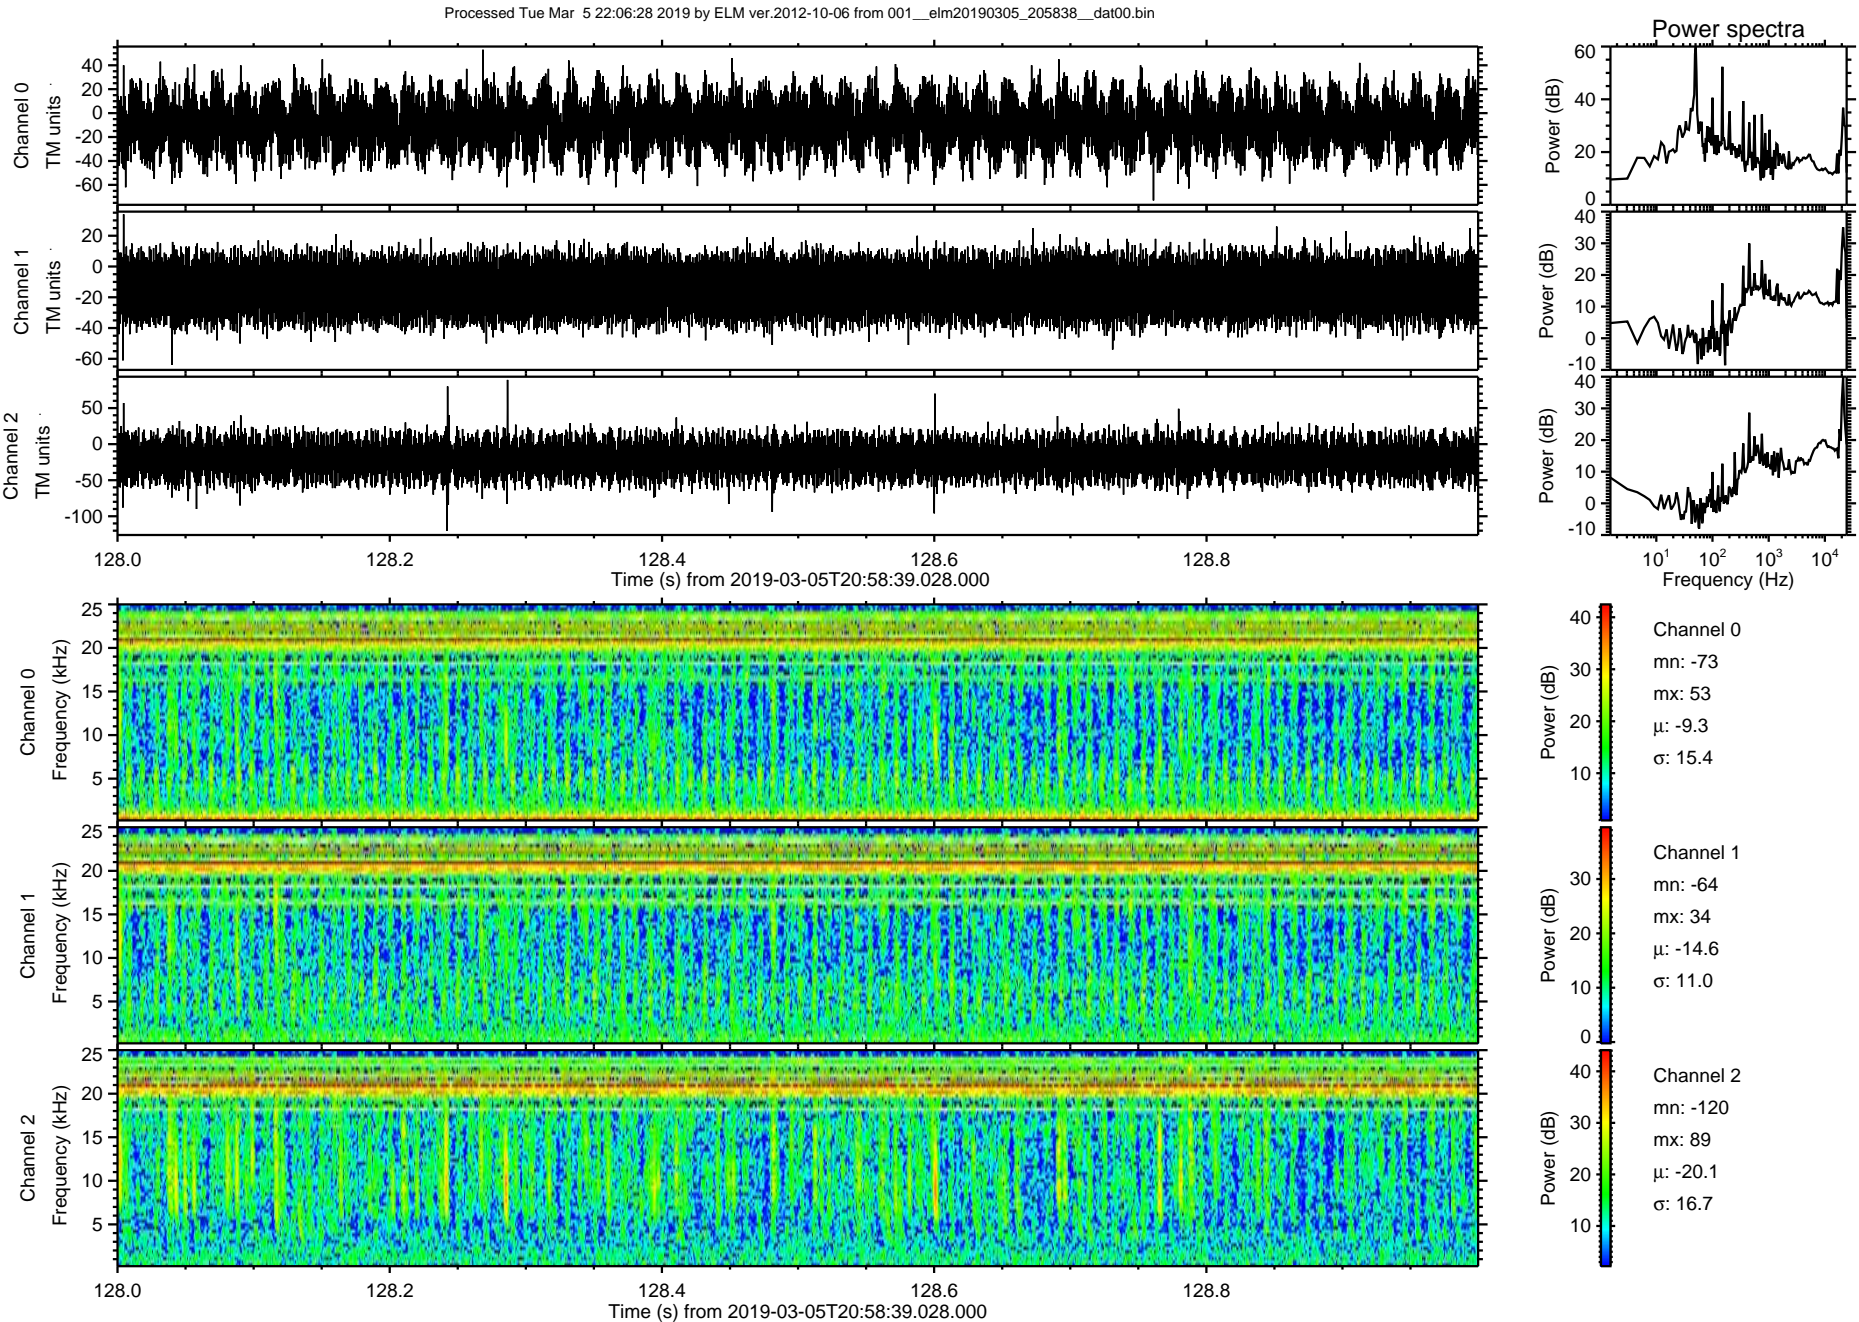 Processed Tue Mar  5 22:06:28 2019 by ELM ver.2012-10-06 from 001__elm20190305_205838__dat00.bin
Power spectra
Channel 0
TM units
40
20
0
-20
-40
-60
Power (dB)
60
40
20
0
Channel 1
TM units
20
0
-20
-40
-60
Power (dB)
40
30
20
10
0
-10
Channel 2
TM units
50
0
-50
-100
Power (dB)
40
30
20
10
0
-10
128.0 128.2 128.4 128.6 128.8
Time (s) from 2019-03-05T20:58:39.028.000
10¹ 10² 10³ 10⁴
Frequency (Hz)
Channel 0
Frequency (kHz)
25
20
15
10
5
Power (dB)
40
30
20
10
Channel 0
mn: -73
mx: 53
μ: -9.3
σ: 15.4
Channel 1
Frequency (kHz)
25
20
15
10
5
Power (dB)
30
20
10
0
Channel 1
mn: -64
mx: 34
μ: -14.6
σ: 11.0
Channel 2
Frequency (kHz)
25
20
15
10
5
Power (dB)
40
30
20
10
Channel 2
mn: -120
mx: 89
μ: -20.1
σ: 16.7
128.0 128.2 128.4 128.6 128.8
Time (s) from 2019-03-05T20:58:39.028.000